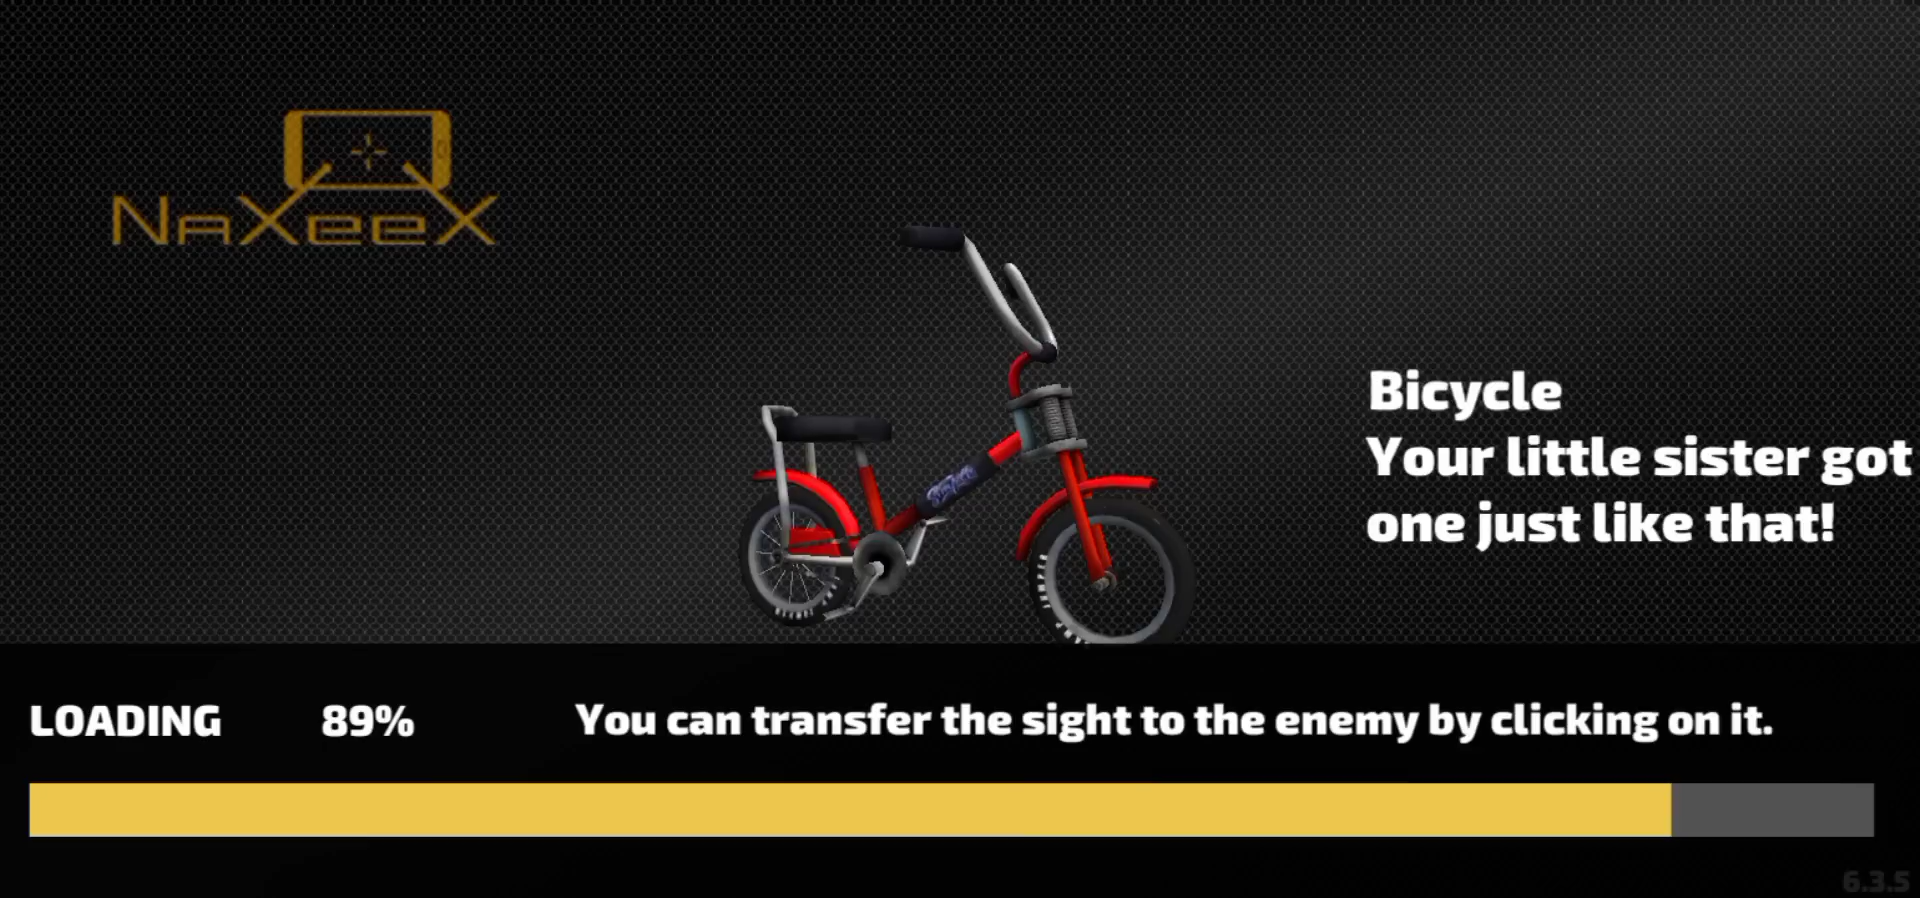 NaXeeX
Bicycle
Your little sister got
one just like that!
LOADING 89% You can transfer the sight to the enemy by clicking on it.
6.3.5